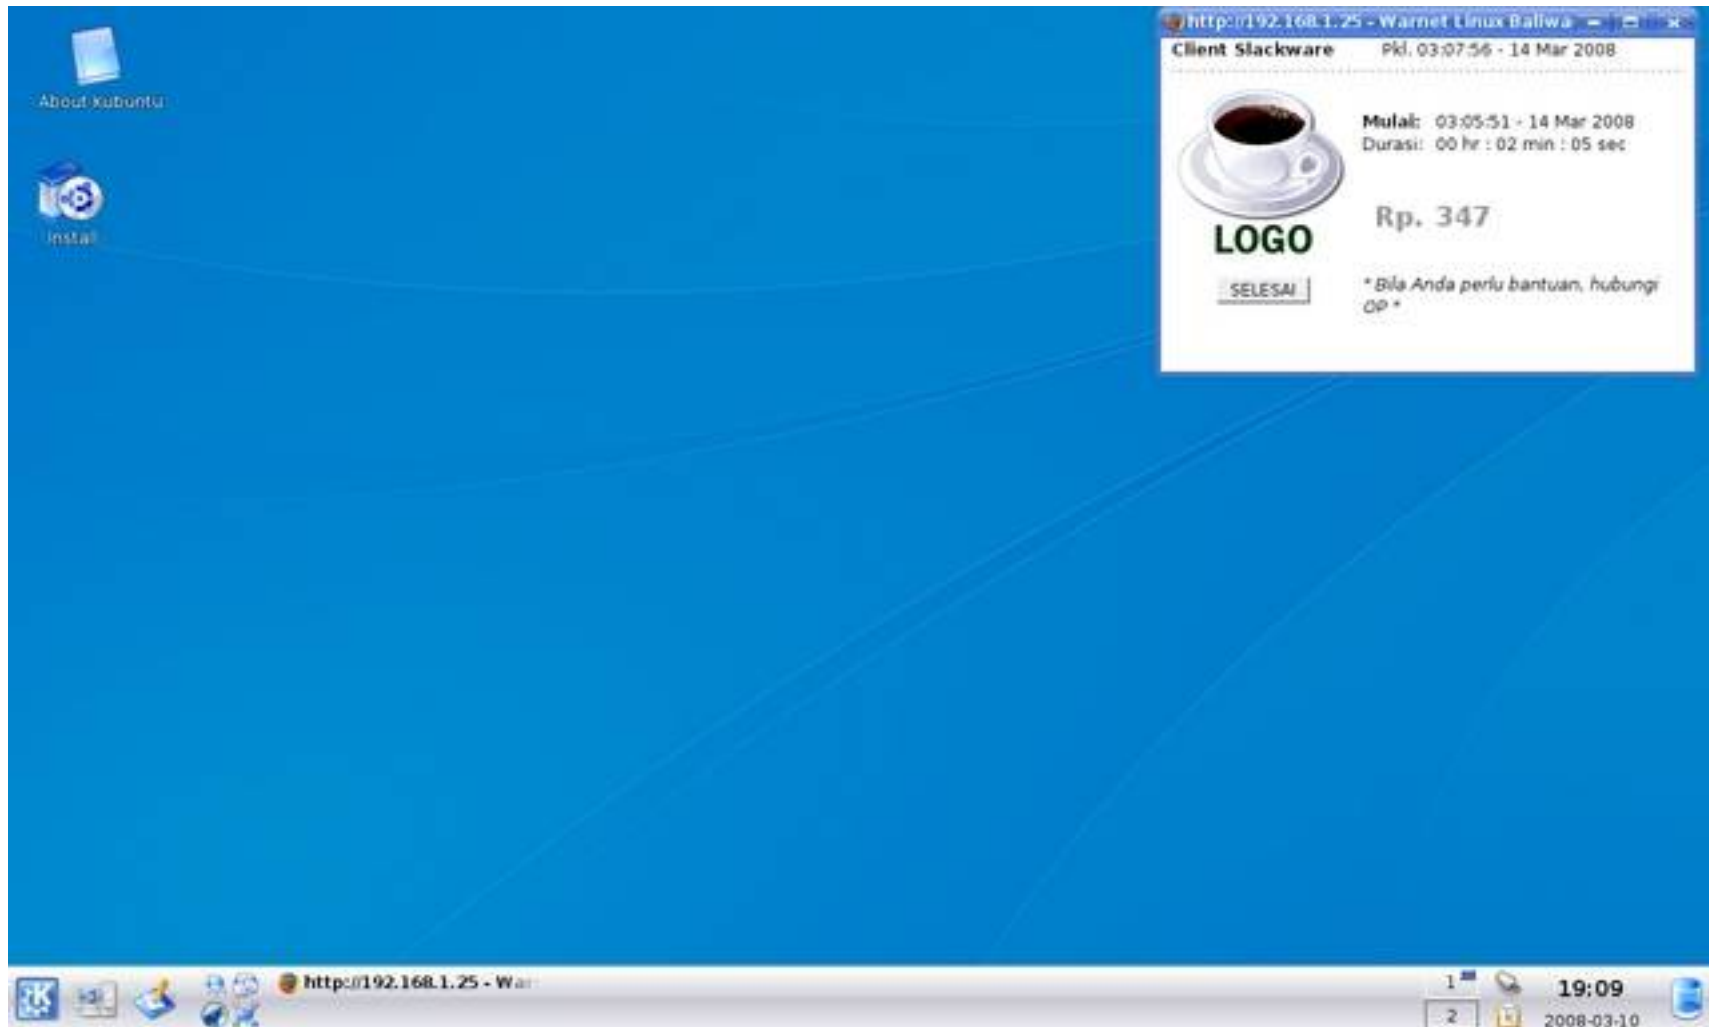 About Kubuntu
Install
http://192.168.1.25 - Warnet Linux Baliwa
Client Slackware Pkl. 03:07:56 - 14 Mar 2008
Mulai: 03:05:51 - 14 Mar 2008
Durasi: 00 hr : 02 min : 05 sec
Rp. 347
LOGO
SELESAI
* Bila Anda perlu bantuan, hubungi
OP *
http://192.168.1.25 - War
1
2
19:09
2008-03-10